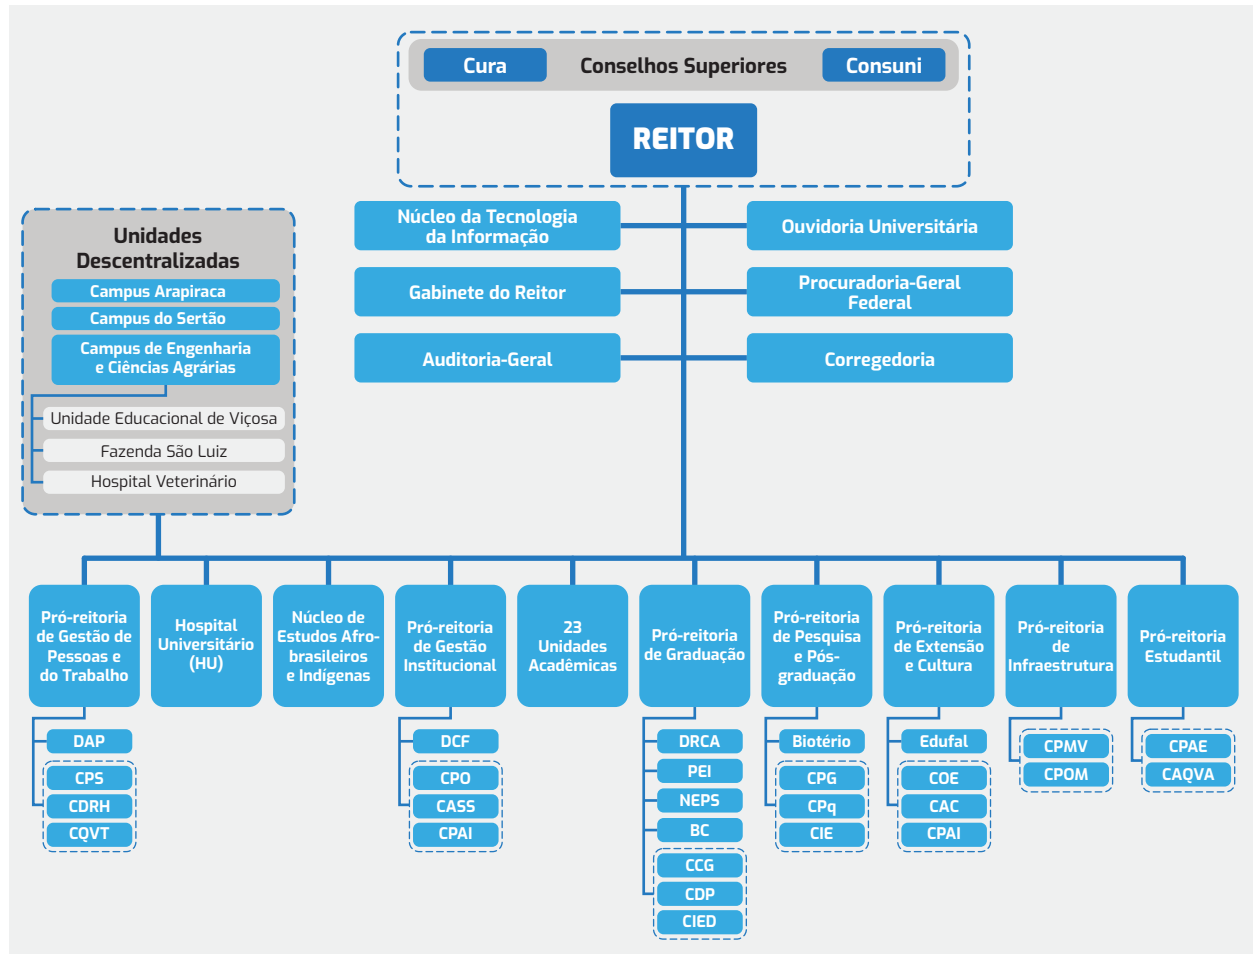 Cura
Conselhos Superiores
Consuni
REITOR
Núcleo da Tecnologia
da Informação
Ouvidoria Universitária
Gabinete do Reitor
Procuradoria-Geral
Federal
Auditoria-Geral
Corregedoria
Unidades
Descentralizadas
Campus Arapiraca
Campus do Sertão
Campus de Engenharia
e Ciências Agrárias
Unidade Educacional de Viçosa
Fazenda São Luiz
Hospital Veterinário
Pró-reitoria
de Gestão de
Pessoas e
do Trabalho
DAP
CPS
CDRH
CQVT
Hospital
Universitário
(HU)
Núcleo de
Estudos Afro-
brasileiros
e Indígenas
Pró-reitoria
de Gestão
Institucional
DCF
CPO
CASS
CPAI
23
Unidades
Acadêmicas
Pró-reitoria
de Graduação
DRCA
PEI
NEPS
BC
CCG
CDP
CIED
Pró-reitoria
de Pesquisa
e Pós-
graduação
Biotério
CPG
CPq
CIE
Pró-reitoria
de Extensão
e Cultura
Edufal
COE
CAC
CPAI
Pró-reitoria
de
Infraestrutura
CPMV
CPOM
Pró-reitoria
Estudantil
CPAE
CAQVA